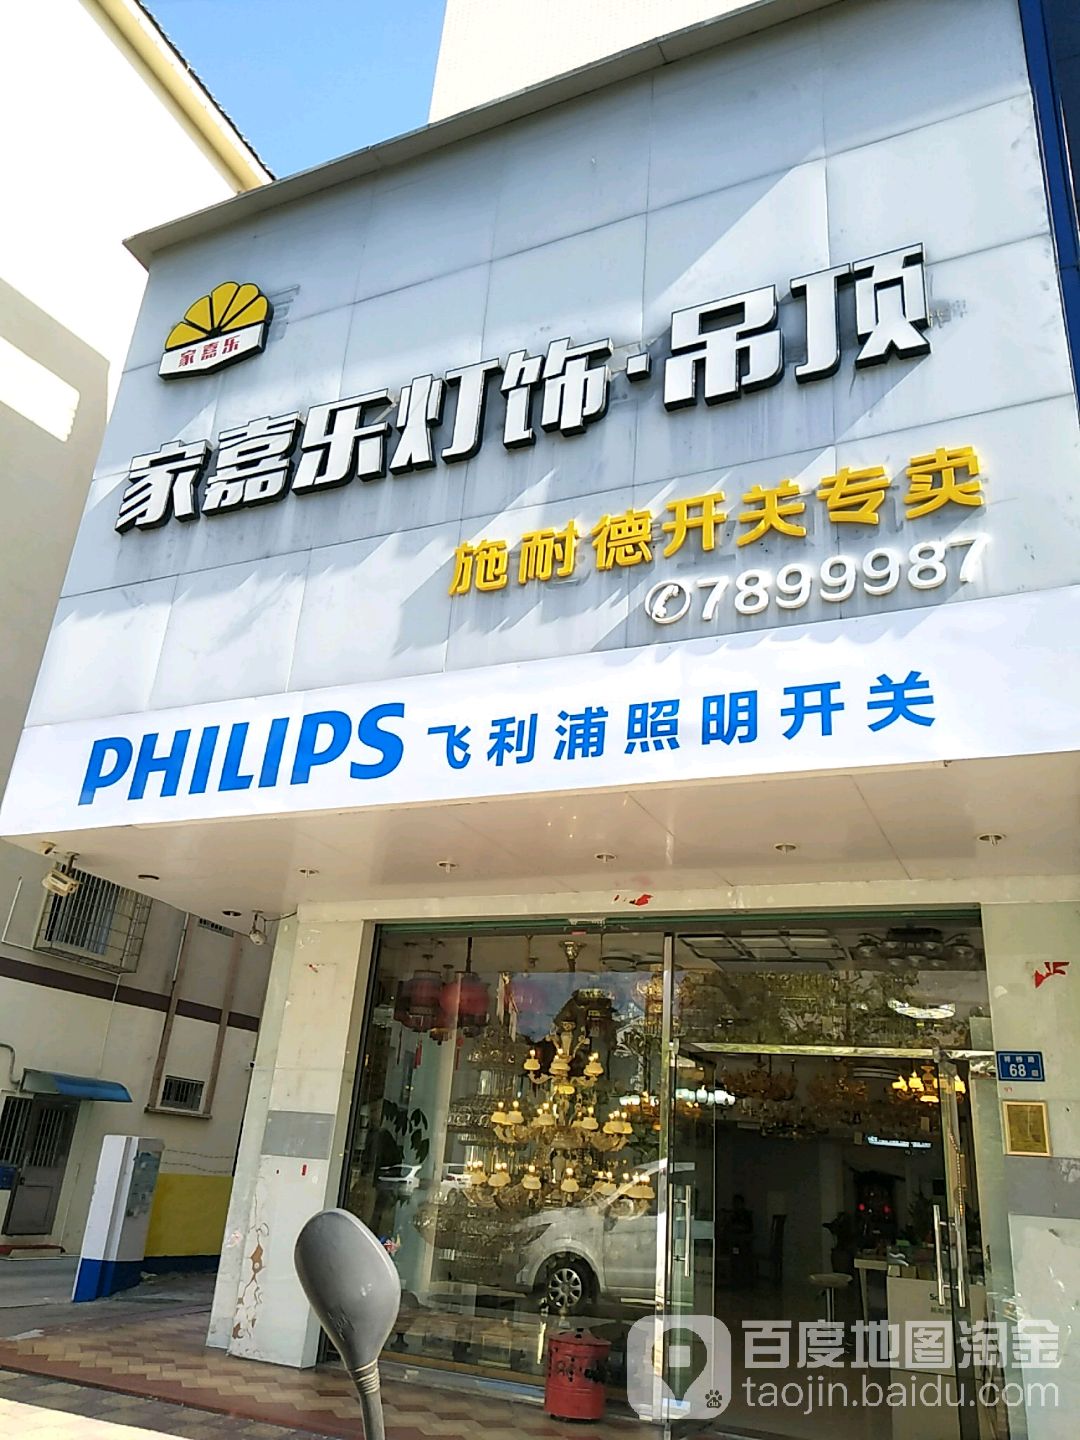 家嘉乐
家嘉乐灯饰·吊顶
施耐德开关专卖
7899987
PHILIPS 飞利浦照明开关
68
百度地图淘金
taojin.baidu.com